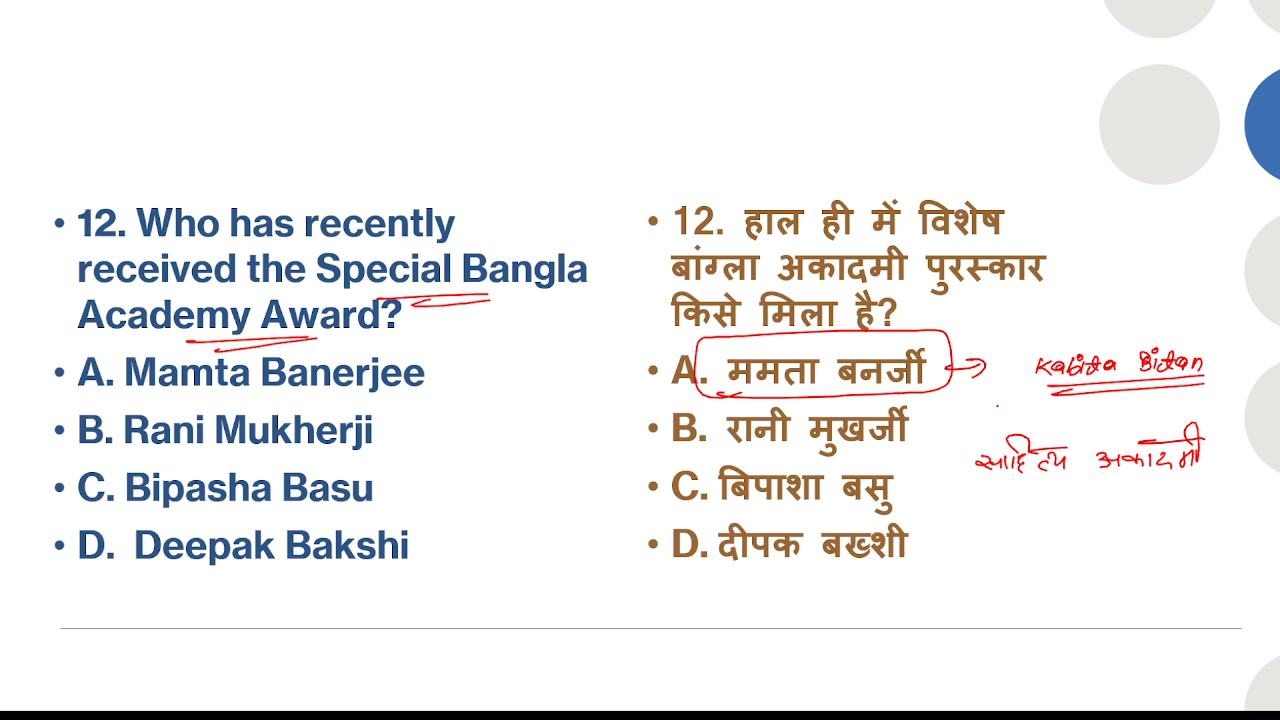 • 12. Who has recently
received the Special Bangla
Academy Award?
• A. Mamta Banerjee
• B. Rani Mukherji
• C. Bipasha Basu
• D. Deepak Bakshi
• 12. हाल ही में विशेष
बांग्ला अकादमी पुरस्कार
किसे मिला है?
• A. ममता बनर्जी
• B. रानी मुखर्जी
• C. बिपाशा बसु
• D. दीपक बख्शी
Kabita Bitan
साहित्य अकादमी